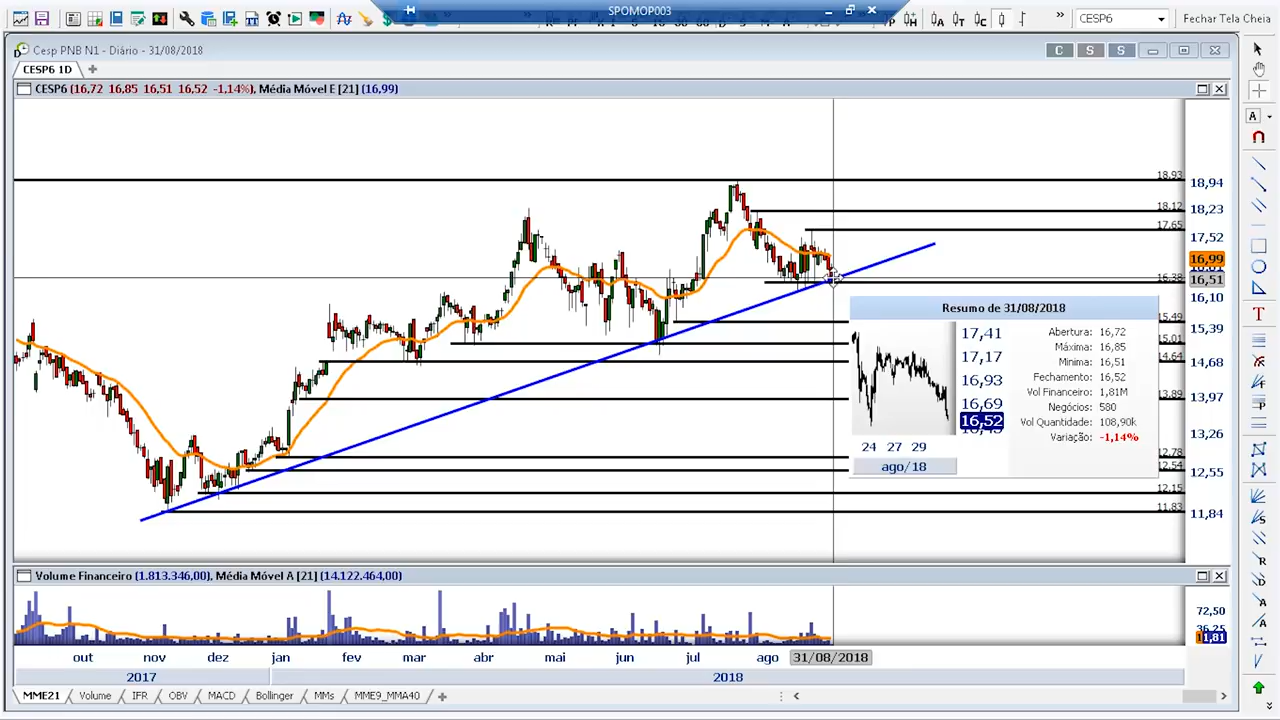 SPOMOP003
CESP6
Fechar Tela Cheia
Cesp PNB N1 - Diário - 31/08/2018
C S S
CESP6 1D
CESP6 (16,72 16,85 16,51 16,52 -1,14%), Média Móvel E [21] (16,99)
18,93
18,94
18,12
18,23
17,65
17,52
16,99
16,38
16,51
16,10
15,49
15,39
15,01
14,64
14,68
13,89
13,97
13,26
12,78
12,54
12,55
12,15
11,83
11,84
Resumo de 31/08/2018
17,41
17,17
16,93
16,69
16,52
24 27 29
ago/18
Abertura: 16,72
Máxima: 16,85
Mínima: 16,51
Fechamento: 16,52
Vol Financeiro: 1,81M
Negócios: 580
Vol Quantidade: 108,90k
Variação: -1,14%
Volume Financeiro (1.813.346,00), Média Móvel A [21] (14.122.464,00)
72,50
36,25
1,81
out nov dez jan fev mar abr mai jun jul ago 31/08/2018
2017 2018
MME21 Volume IFR OBV MACD Bollinger MMs MME9_MMA40